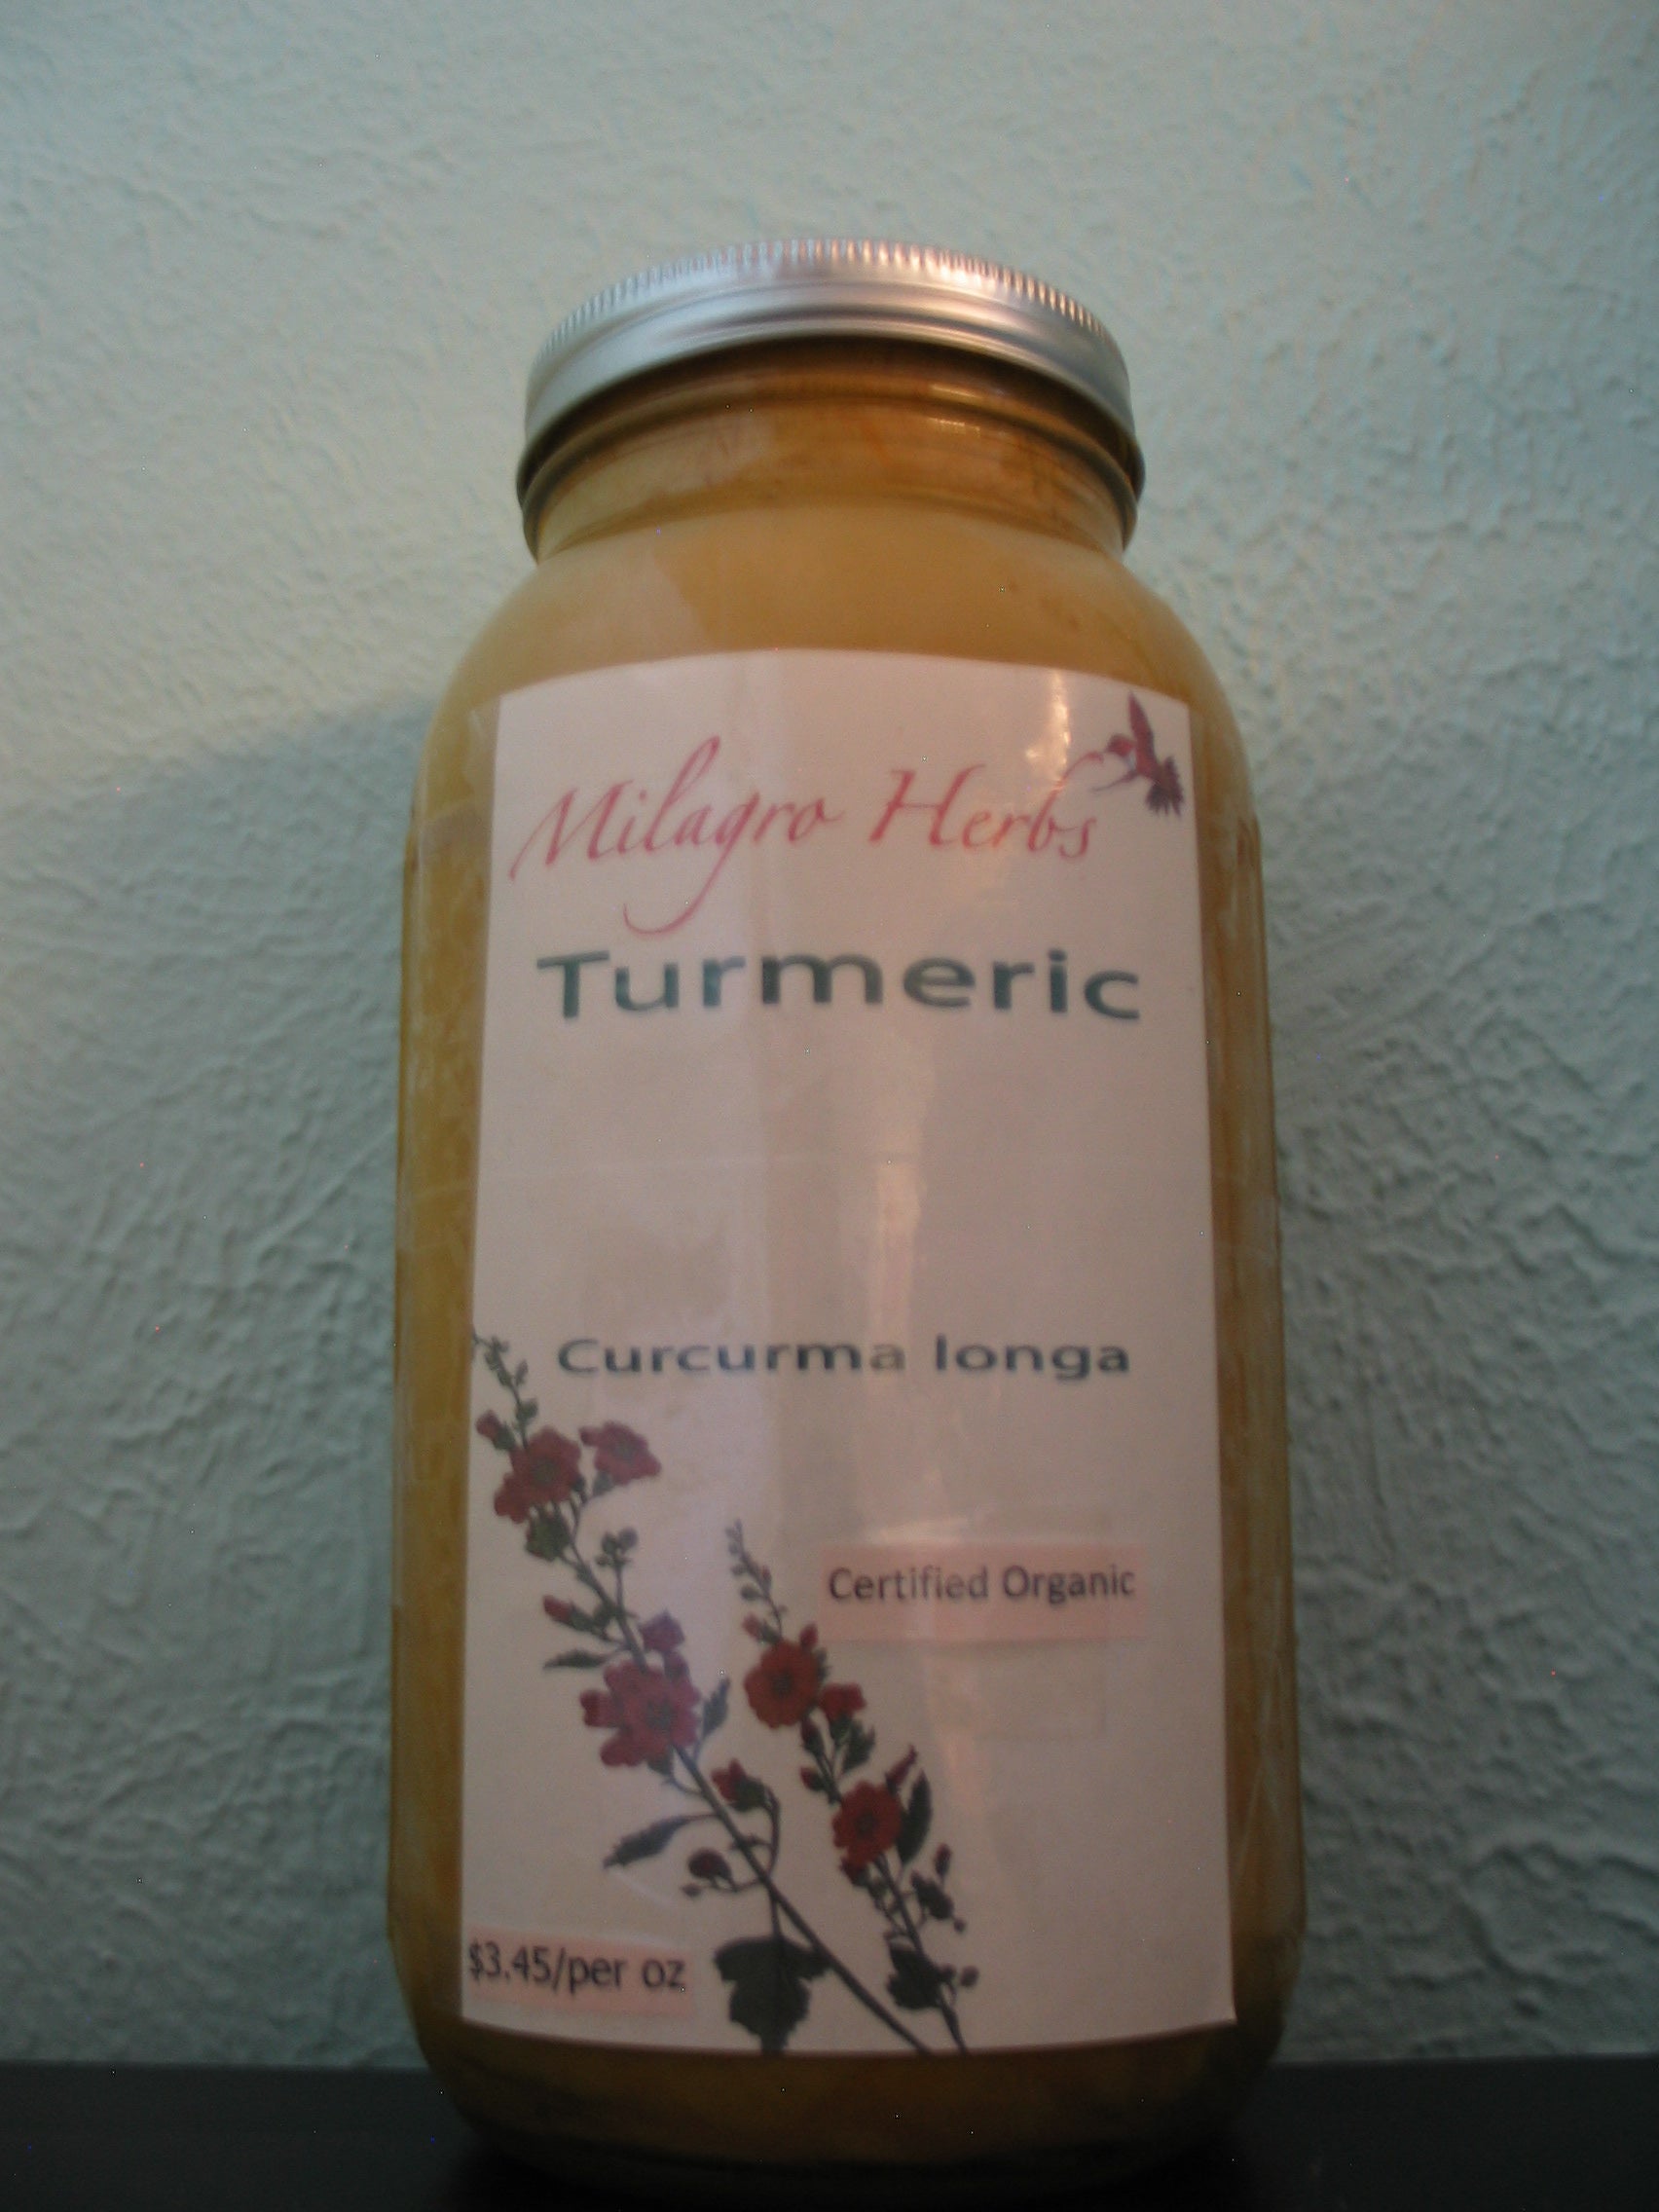 Milagro Herbs
Turmeric
Curcurma longa
Certified Organic
$3.45/per oz